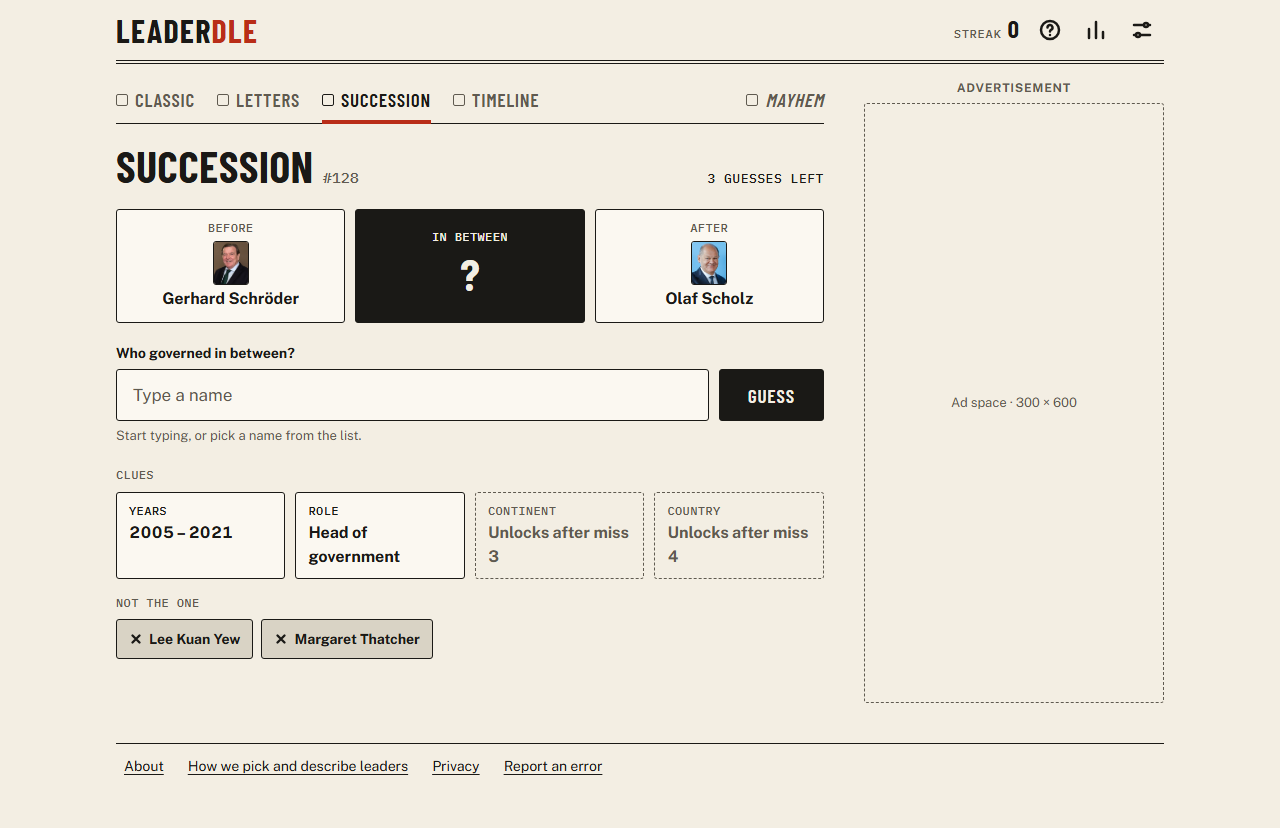 LEADERDLE
STREAK 0
CLASSIC LETTERS SUCCESSION TIMELINE MAYHEM
ADVERTISEMENT
SUCCESSION #128
3 GUESSES LEFT
BEFORE
Gerhard Schröder
IN BETWEEN
?
AFTER
Olaf Scholz
Who governed in between?
Type a name
GUESS
Start typing, or pick a name from the list.
Ad space · 300 × 600
CLUES
YEARS
2005 – 2021
ROLE
Head of
government
CONTINENT
Unlocks after miss
3
COUNTRY
Unlocks after miss
4
NOT THE ONE
✕ Lee Kuan Yew
✕ Margaret Thatcher
About How we pick and describe leaders Privacy Report an error